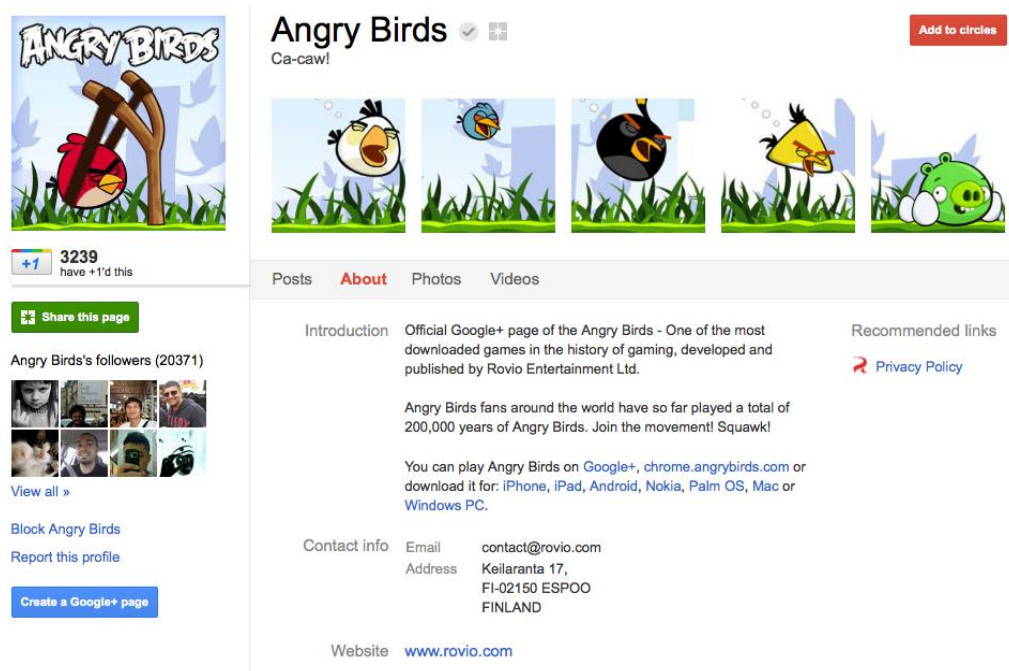 ANGRY BIRDS
Angry Birds
Ca-caw!
Add to circles
+1
3239
have +1'd this
Share this page
Angry Birds's followers (20371)
View all »
Block Angry Birds
Report this profile
Create a Google+ page
Posts About Photos Videos
Introduction
Official Google+ page of the Angry Birds - One of the most
downloaded games in the history of gaming, developed and
published by Rovio Entertainment Ltd.
Angry Birds fans around the world have so far played a total of
200,000 years of Angry Birds. Join the movement! Squawk!
You can play Angry Birds on Google+, chrome.angrybirds.com or
download it for: iPhone, iPad, Android, Nokia, Palm OS, Mac or
Windows PC.
Contact info
Email contact@rovio.com
Address Keilaranta 17,
FI-02150 ESPOO
FINLAND
Website www.rovio.com
Recommended links
Privacy Policy